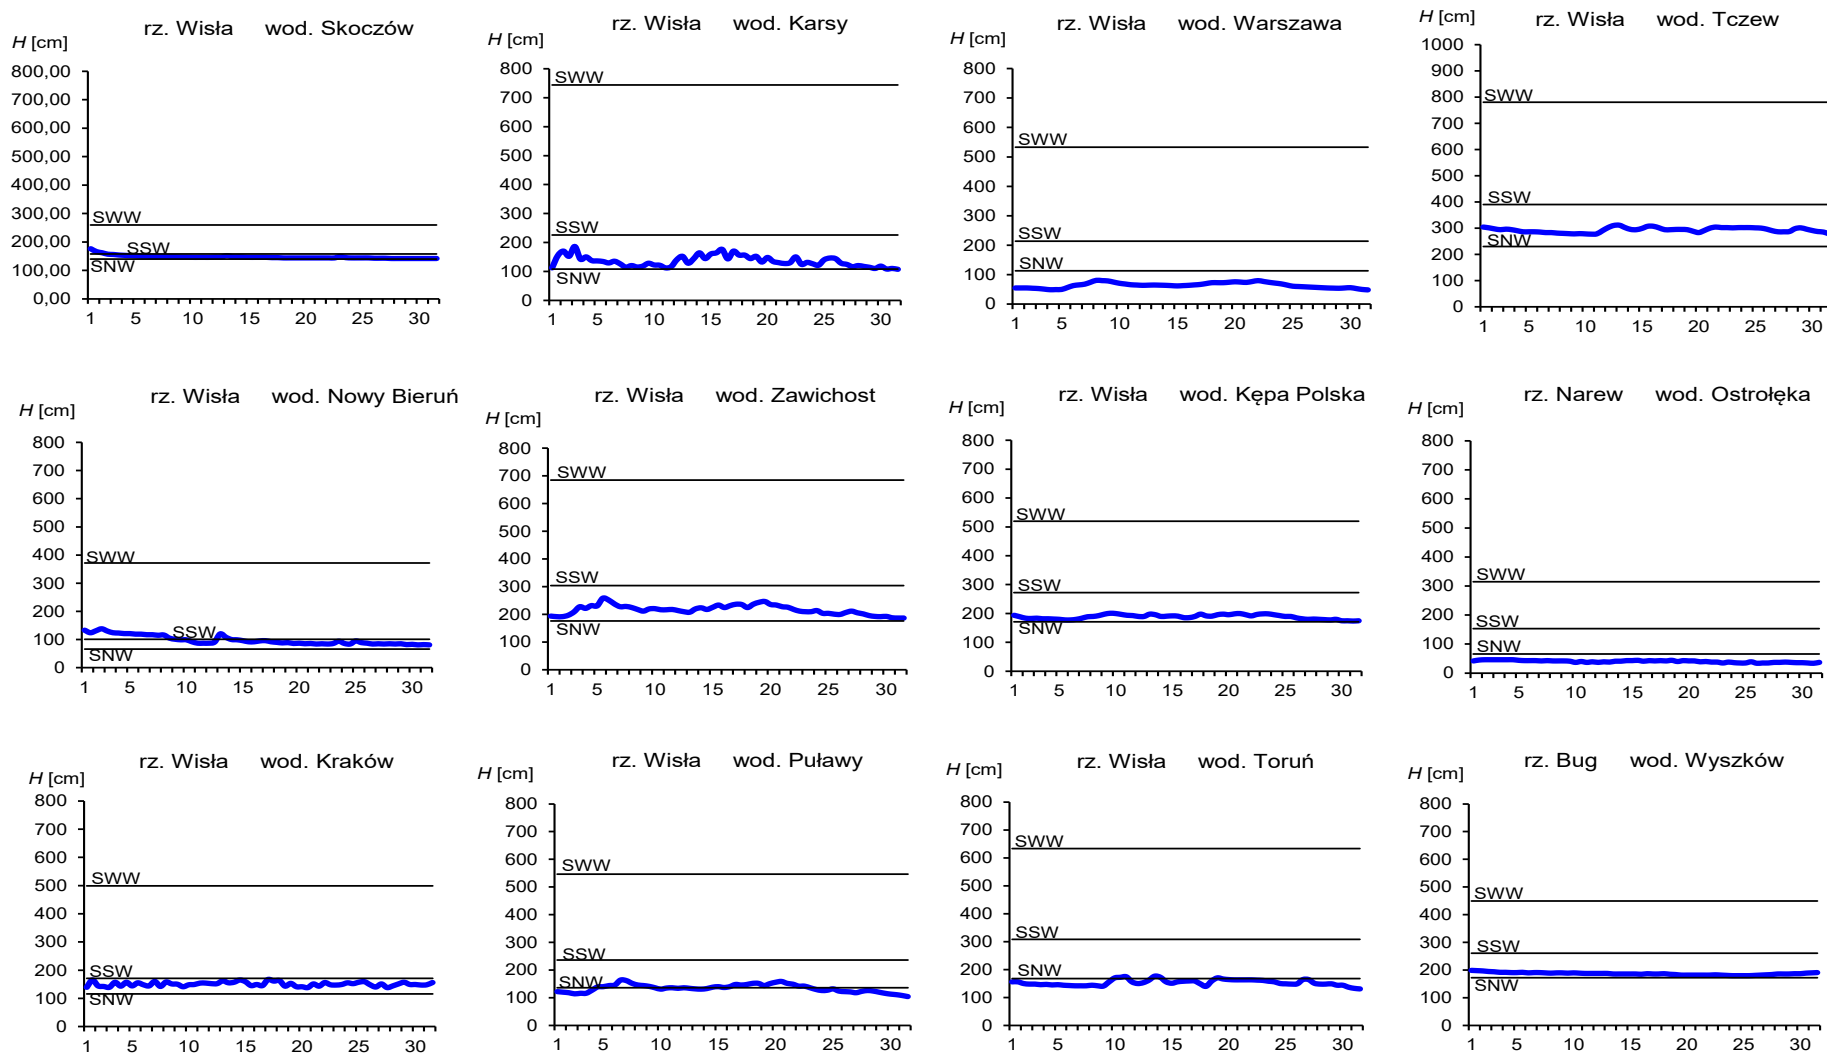 rz. Wisła wod. Skoczów
H [cm]
800,00
700,00
600,00
500,00
400,00
300,00
200,00
100,00
0,00
SWW
SSW
SNW
1 5 10 15 20 25 30
rz. Wisła wod. Karsy
H [cm]
800
700
600
500
400
300
200
100
0
SWW
SSW
SNW
1 5 10 15 20 25 30
rz. Wisła wod. Warszawa
H [cm]
800
700
600
500
400
300
200
100
0
SWW
SSW
SNW
1 5 10 15 20 25 30
rz. Wisła wod. Tczew
H [cm]
1000
900
800
700
600
500
400
300
200
100
0
SWW
SSW
SNW
1 5 10 15 20 25 30
rz. Wisła wod. Nowy Bieruń
H [cm]
800
700
600
500
400
300
200
100
0
SWW
SSW
SNW
1 5 10 15 20 25 30
rz. Wisła wod. Zawichost
H [cm]
800
700
600
500
400
300
200
100
0
SWW
SSW
SNW
1 5 10 15 20 25 30
rz. Wisła wod. Kępa Polska
H [cm]
800
700
600
500
400
300
200
100
0
SWW
SSW
SNW
1 5 10 15 20 25 30
rz. Narew wod. Ostrołęka
H [cm]
800
700
600
500
400
300
200
100
0
SWW
SSW
SNW
1 5 10 15 20 25 30
rz. Wisła wod. Kraków
H [cm]
800
700
600
500
400
300
200
100
0
SWW
SSW
SNW
1 5 10 15 20 25 30
rz. Wisła wod. Puławy
H [cm]
800
700
600
500
400
300
200
100
0
SWW
SSW
SNW
1 5 10 15 20 25 30
rz. Wisła wod. Toruń
H [cm]
800
700
600
500
400
300
200
100
0
SWW
SSW
SNW
1 5 10 15 20 25 30
rz. Bug wod. Wyszków
H [cm]
800
700
600
500
400
300
200
100
0
SWW
SSW
SNW
1 5 10 15 20 25 30